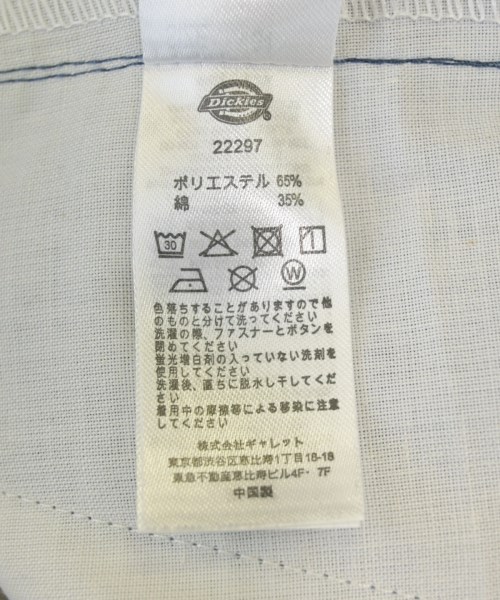 Dickies
22297
ポリエステル 65%
綿 35%
30
W
色落ちすることがありますので他
のものと分けて洗ってください
洗濯の際、ファスナーとボタンを
閉めてください
蛍光増白剤の入っていない洗剤を
使用してください
洗濯後、直ちに脱水し干してくだ
さい
着用中の摩擦等による移染に注意
してください
株式会社ギャレット
東京都渋谷区恵比寿1丁目18-18
東急不動産恵比寿ビル4F・7F
中国製